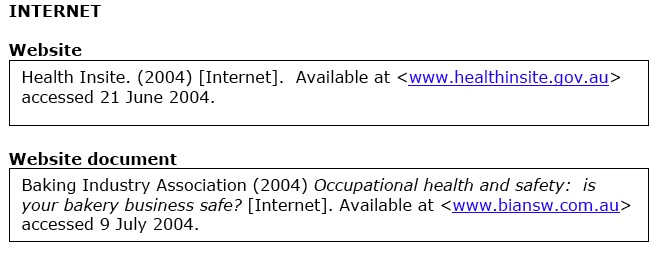 INTERNET
Website
Health Insite. (2004) [Internet].  Available at <www.healthinsite.gov.au>
accessed 21 June 2004.
Website document
Baking Industry Association (2004) Occupational health and safety:  is
your bakery business safe? [Internet]. Available at <www.biansw.com.au>
accessed 9 July 2004.